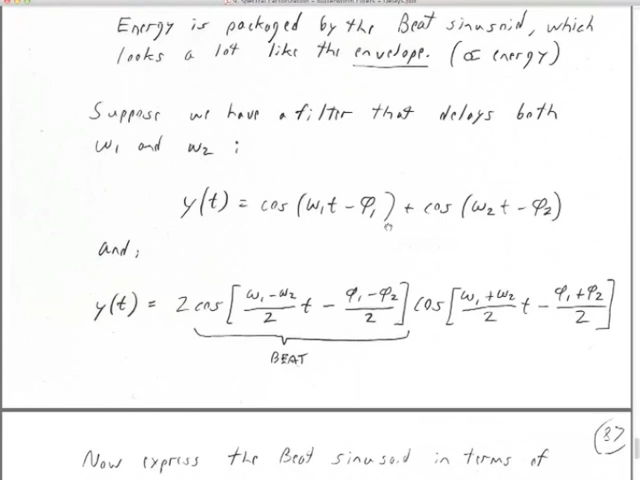 Energy is packaged by the Beat sinusoid, which
looks a lot like the envelope. (∝ energy)
Suppose we have a filter that delays both
ω₁ and ω₂ :
y(t) = cos (ω₁t − φ₁) + cos (ω₂t − φ₂)
and;
y(t) = 2 cos [ (ω₁ − ω₂)/2 t − (φ₁ − φ₂)/2 ] cos [ (ω₁ + ω₂)/2 t − (φ₁ + φ₂)/2 ]
BEAT
(37)
Now express the Beat sinusoid in terms of